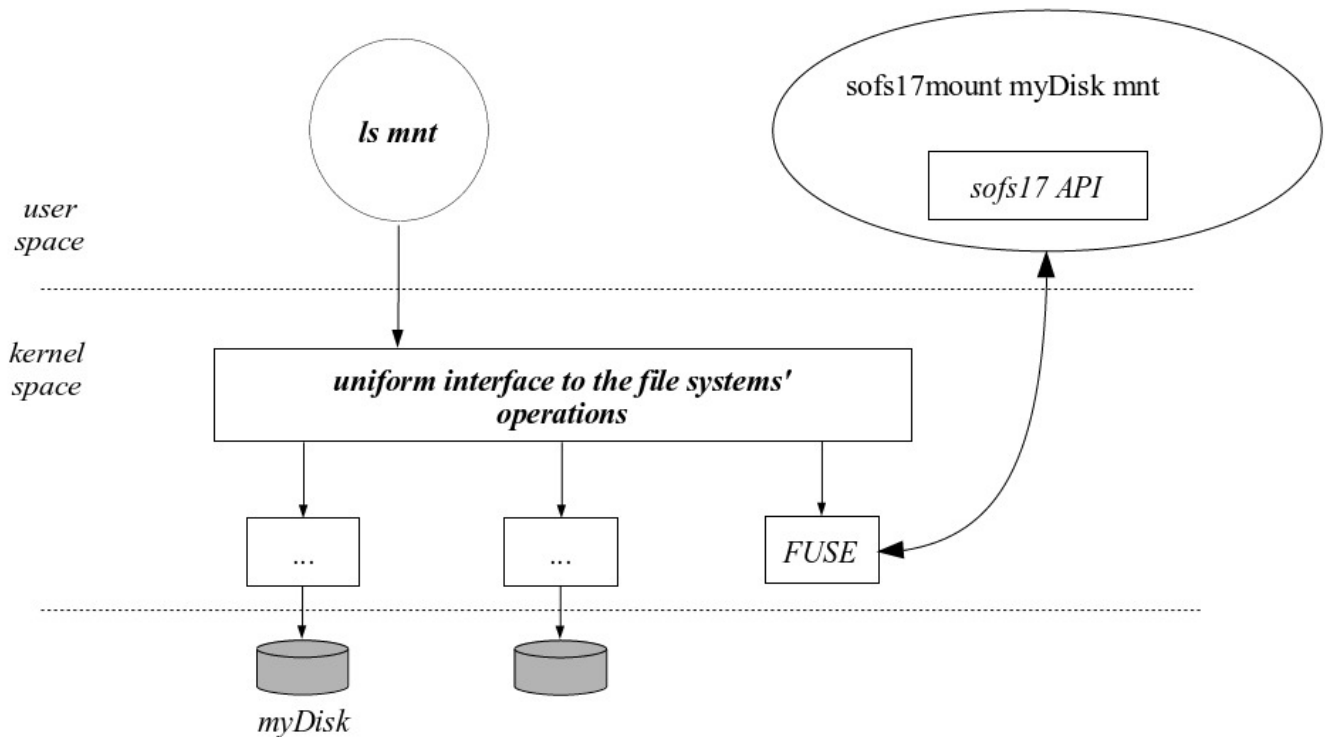 sofs17mount myDisk mnt
ls mnt
sofs17 API
user
space
kernel
space
uniform interface to the file systems'
operations
...
...
FUSE
myDisk